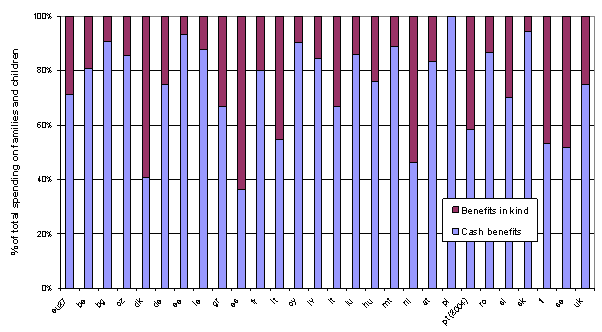 % of total spending on families and children
100%
80%
60%
40%
20%
0%
Benefits in kind
Cash benefits
eu27 be bg cz dk de ee ie gr es fr it cy lv lt lu hu mt nl at pl pt(2006) ro si sk f se uk